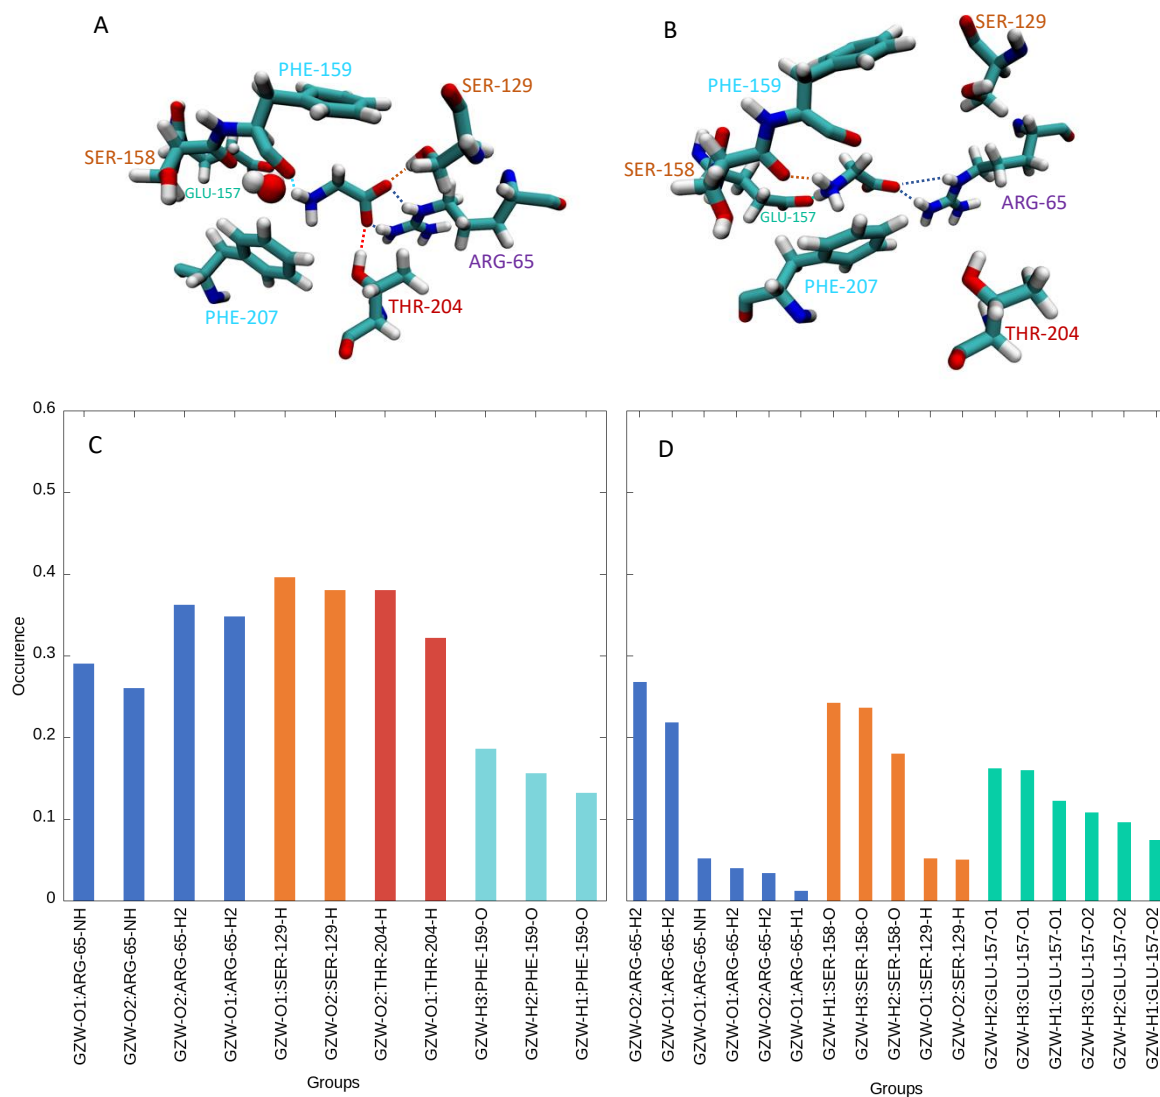 A
PHE-159
SER-129
SER-158
GLU-157
ARG-65
PHE-207
THR-204
B
SER-129
PHE-159
SER-158
GLU-157
ARG-65
PHE-207
THR-204
C
Occurence
0.6
0.5
0.4
0.3
0.2
0.1
0
GZW-O1:ARG-65-NH
GZW-O2:ARG-65-NH
GZW-O2:ARG-65-H2
GZW-O1:ARG-65-H2
GZW-O1:SER-129-H
GZW-O2:SER-129-H
GZW-O2:THR-204-H
GZW-O1:THR-204-H
GZW-H3:PHE-159-O
GZW-H2:PHE-159-O
GZW-H1:PHE-159-O
Groups
D
GZW-O2:ARG-65-H2
GZW-O1:ARG-65-H2
GZW-O1:ARG-65-NH
GZW-O1:ARG-65-H2
GZW-O2:ARG-65-H2
GZW-O1:ARG-65-H1
GZW-H1:SER-158-O
GZW-H3:SER-158-O
GZW-H2:SER-158-O
GZW-O1:SER-129-H
GZW-O2:SER-129-H
GZW-H2:GLU-157-O1
GZW-H3:GLU-157-O1
GZW-H1:GLU-157-O1
GZW-H3:GLU-157-O2
GZW-H2:GLU-157-O2
GZW-H1:GLU-157-O2
Groups